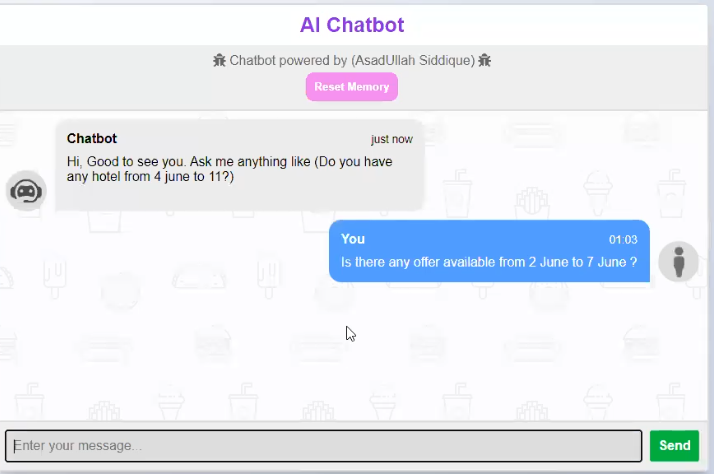 AI Chatbot
Chatbot powered by (AsadUllah Siddique)
Reset Memory
Chatbot just now
Hi, Good to see you. Ask me anything like (Do you have
any hotel from 4 june to 11?)
You 01:03
Is there any offer available from 2 June to 7 June ?
Enter your message...
Send